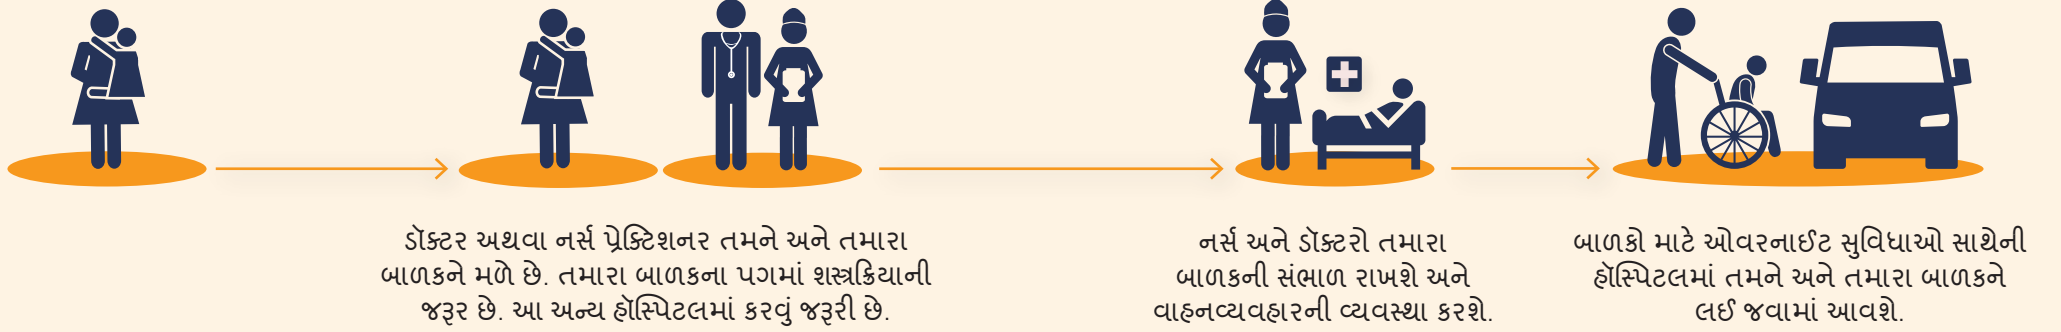 ડૉક્ટર અથવા નર્સ પ્રેક્ટિશનર તમને અને તમારા
બાળકને મળે છે. તમારા બાળકના પગમાં શસ્ત્રક્રિયાની
જરૂર છે. આ અન્ય હૉસ્પિટલમાં કરવું જરૂરી છે.
નર્સ અને ડૉક્ટરો તમારા
બાળકની સંભાળ રાખશે અને
વાહનવ્યવહારની વ્યવસ્થા કરશે.
બાળકો માટે ઓવરનાઈટ સુવિધાઓ સાથેની
હૉસ્પિટલમાં તમને અને તમારા બાળકને
લઈ જવામાં આવશે.